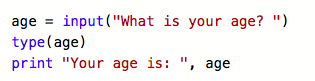 age = input("What is your age? ")
type(age)
print "Your age is: ", age